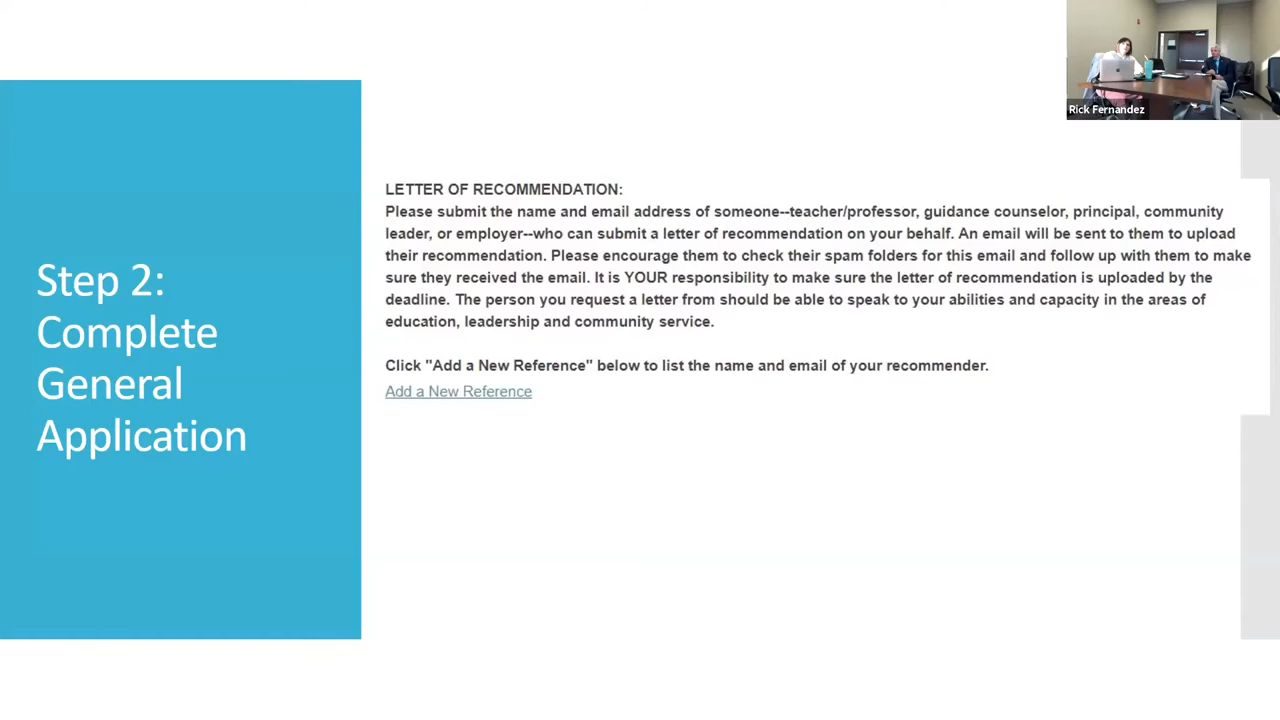 Rick Fernandez
Step 2:
Complete
General
Application
LETTER OF RECOMMENDATION:
Please submit the name and email address of someone--teacher/professor, guidance counselor, principal, community
leader, or employer--who can submit a letter of recommendation on your behalf. An email will be sent to them to upload
their recommendation. Please encourage them to check their spam folders for this email and follow up with them to make
sure they received the email. It is YOUR responsibility to make sure the letter of recommendation is uploaded by the
deadline. The person you request a letter from should be able to speak to your abilities and capacity in the areas of
education, leadership and community service.
Click "Add a New Reference" below to list the name and email of your recommender.
Add a New Reference